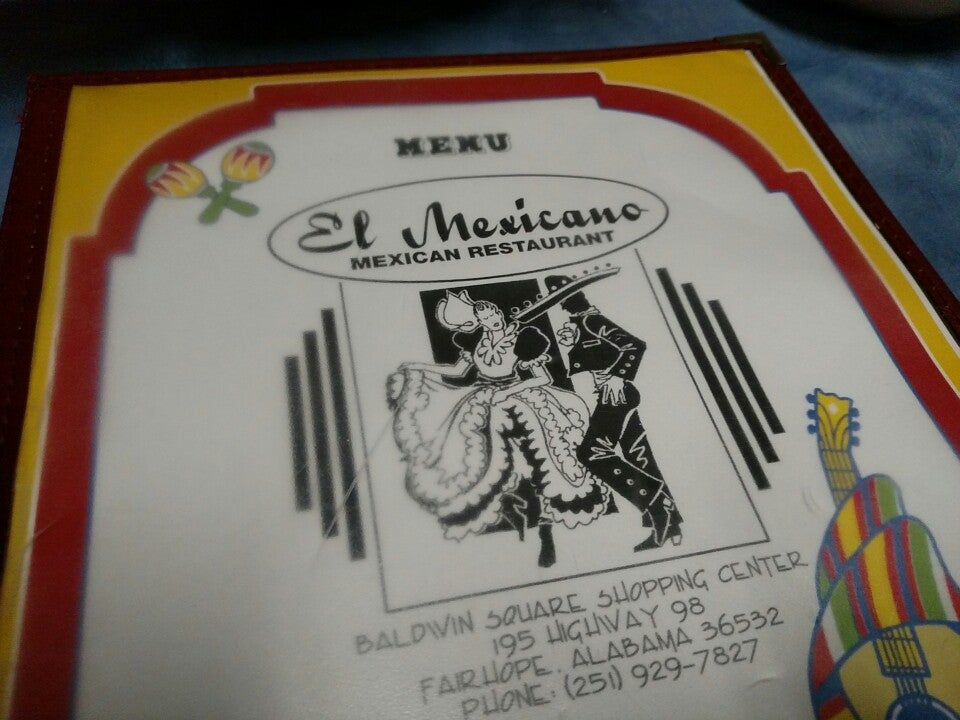 MENU
El Mexicano
MEXICAN RESTAURANT
BALDWIN SQUARE SHOPPING CENTER
195 HIGHWAY 98
FAIRHOPE, ALABAMA 36532
PHONE: (251) 929-7827